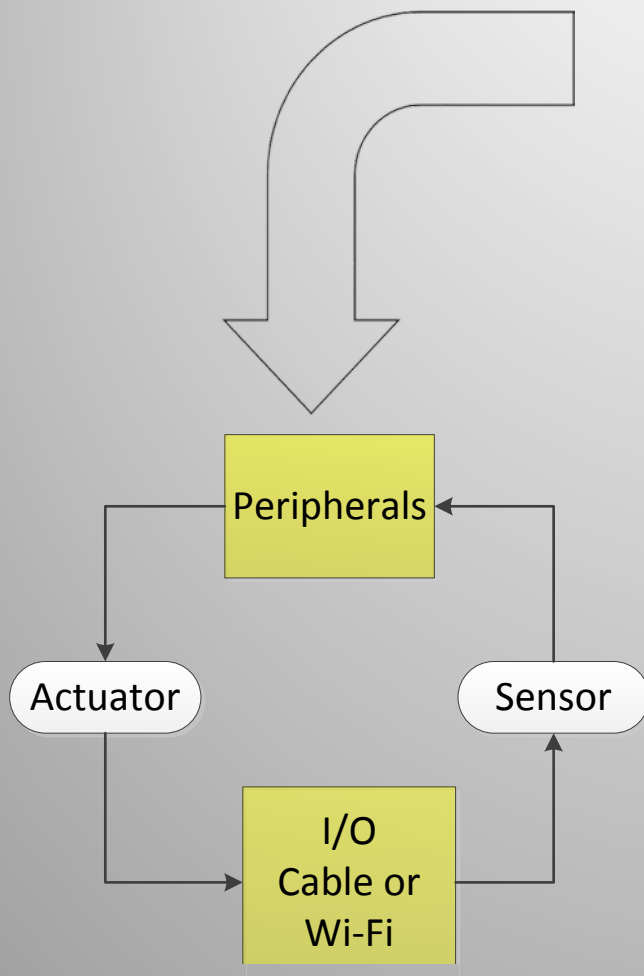 Peripherals
Actuator
Sensor
I/O
Cable or
Wi-Fi